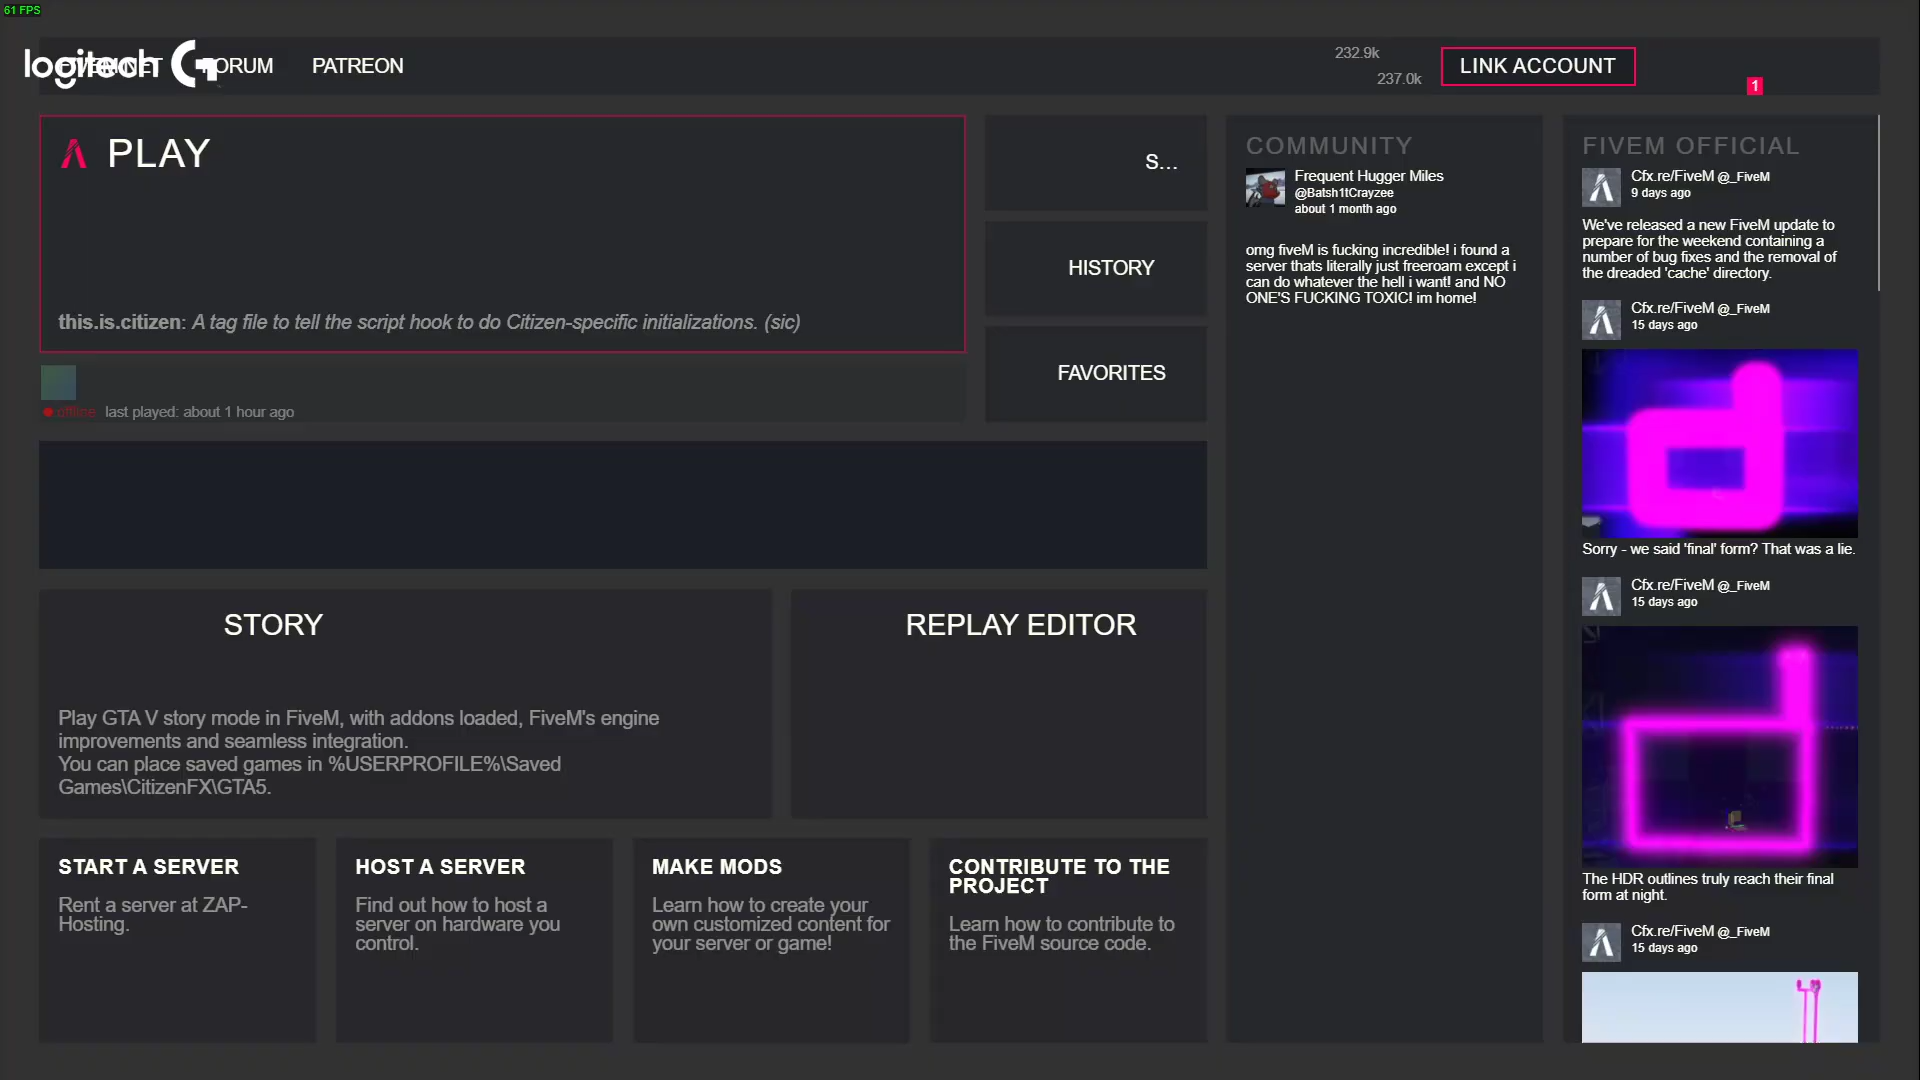 61 FPS
logitech G
FORUM
PATREON
232.9k
237.0k
LINK ACCOUNT
1
PLAY
this.is.citizen: A tag file to tell the script hook to do Citizen-specific initializations. (sic)
offline last played: about 1 hour ago
S...
HISTORY
FAVORITES
STORY
Play GTA V story mode in FiveM, with addons loaded, FiveM's engine
improvements and seamless integration.
You can place saved games in %USERPROFILE%\Saved
Games\CitizenFX\GTA5.
REPLAY EDITOR
START A SERVER
Rent a server at ZAP-
Hosting.
HOST A SERVER
Find out how to host a
server on hardware you
control.
MAKE MODS
Learn how to create your
own customized content for
your server or game!
CONTRIBUTE TO THE
PROJECT
Learn how to contribute to
the FiveM source code.
COMMUNITY
Frequent Hugger Miles
@Batsh1tCrayzee
about 1 month ago
omg fiveM is fucking incredible! i found a
server thats literally just freeroam except i
can do whatever the hell i want! and NO
ONE'S FUCKING TOXIC! im home!
FIVEM OFFICIAL
Cfx.re/FiveM @_FiveM
9 days ago
We've released a new FiveM update to
prepare for the weekend containing a
number of bug fixes and the removal of
the dreaded 'cache' directory.
Cfx.re/FiveM @_FiveM
15 days ago
Sorry - we said 'final' form? That was a lie.
Cfx.re/FiveM @_FiveM
15 days ago
The HDR outlines truly reach their final
form at night.
Cfx.re/FiveM @_FiveM
15 days ago